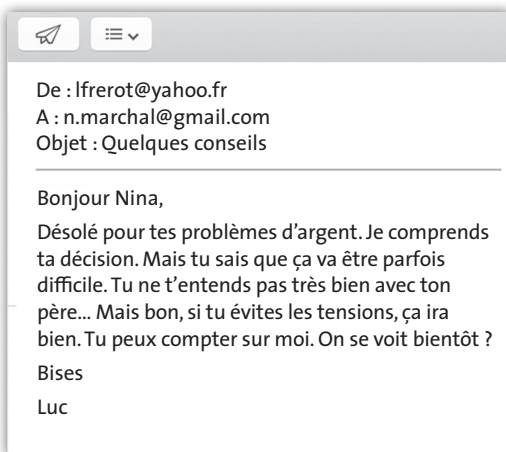 De : lfrerot@yahoo.fr
A : n.marchal@gmail.com
Objet : Quelques conseils
Bonjour Nina,
Désolé pour tes problèmes d'argent. Je comprends
ta décision. Mais tu sais que ça va être parfois
difficile. Tu ne t'entends pas très bien avec ton
père... Mais bon, si tu évites les tensions, ça ira
bien. Tu peux compter sur moi. On se voit bientôt ?
Bises
Luc